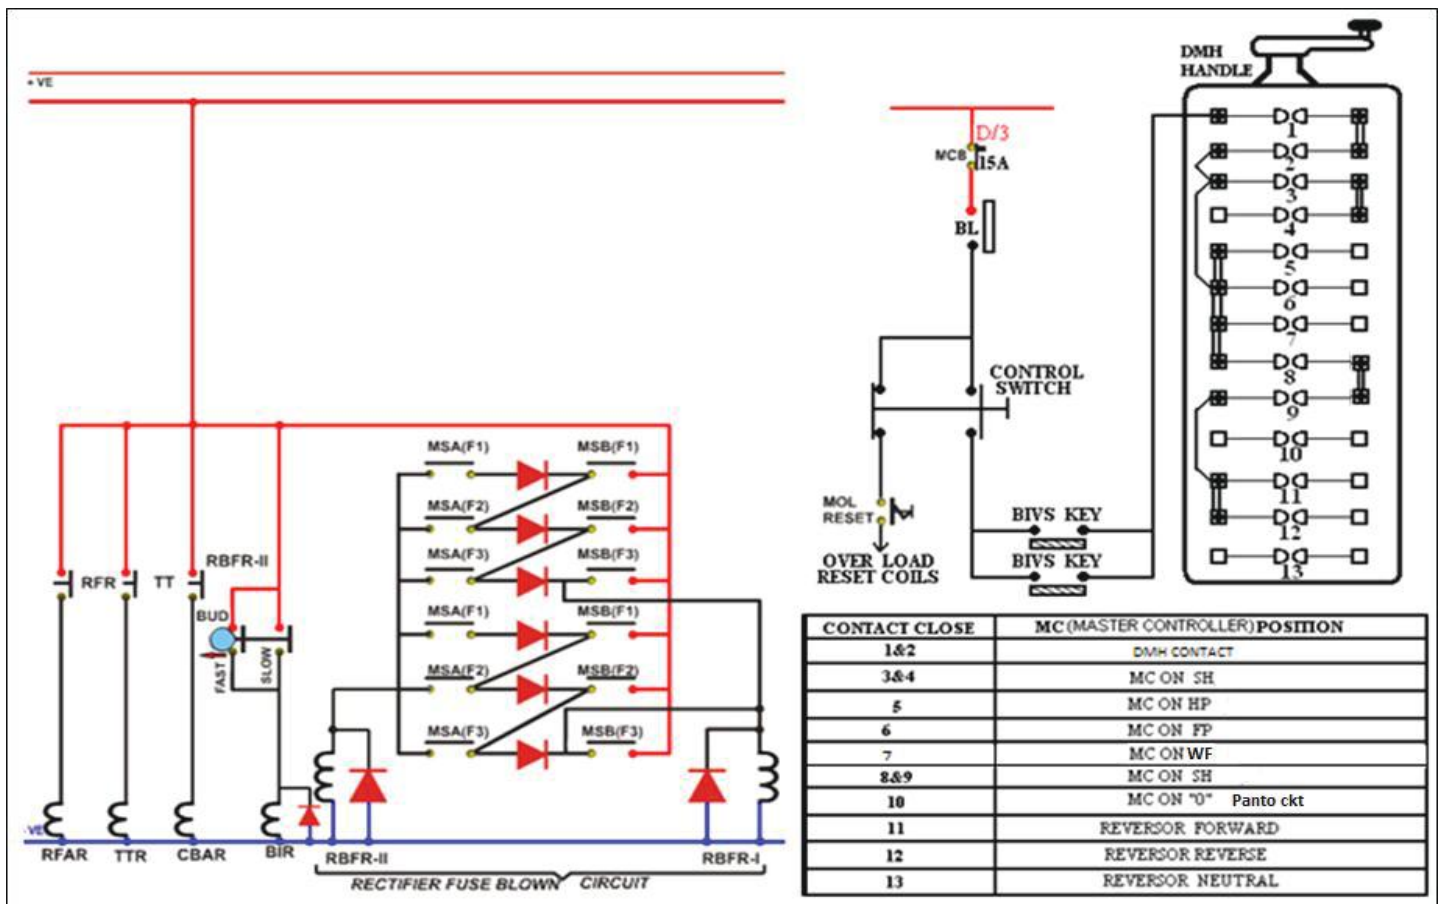 + VE
RBFR-II
RFR
TT
BUD
FAST
SLOW
MSA(F1)
MSB(F1)
MSA(F2)
MSB(F2)
MSA(F3)
MSB(F3)
MSA(F1)
MSB(F1)
MSA(F2)
MSB(F2)
MSA(F3)
MSB(F3)
- VE
RFAR
TTR
CBAR
BIR
RBFR-II
RBFR-I
RECTIFIER FUSE BLOWN CIRCUIT
D/3
MCB
15A
BL
CONTROL
SWITCH
MOL
RESET
OVER LOAD
RESET COILS
BIVS KEY
BIVS KEY
DMH
HANDLE
1
2
3
4
5
6
7
8
9
10
11
12
13
CONTACT CLOSE MC (MASTER CONTROLLER) POSITION
1&2 DMH CONTACT
3&4 MC ON SH
5 MC ON HP
6 MC ON FP
7 MC ON WF
8&9 MC ON SH
10 MC ON "0" Panto ckt
11 REVERSOR FORWARD
12 REVERSOR REVERSE
13 REVERSOR NEUTRAL